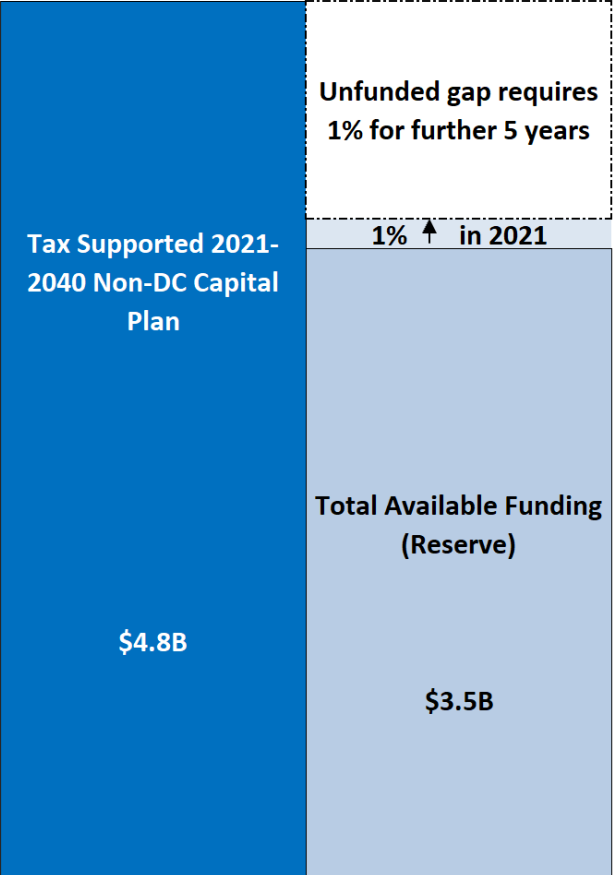 Tax Supported 2021-
2040 Non-DC Capital
Plan
$4.8B
Unfunded gap requires
1% for further 5 years
1% in 2021
Total Available Funding
(Reserve)
$3.5B